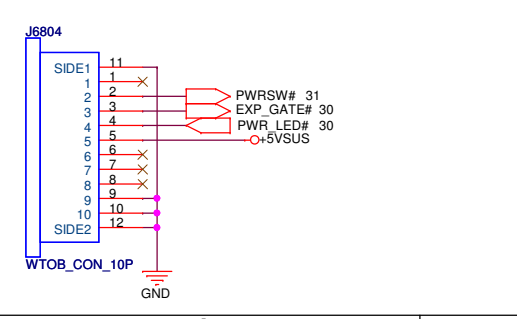 J6804
SIDE1 11
1 1
2 2 PWRSW# 31
3 3 EXP_GATE# 30
4 4 PWR_LED# 30
5 5 +5VSUS
6 6
7 7
8 8
9 9
10 10
SIDE2 12
WTOB_CON_10P
GND